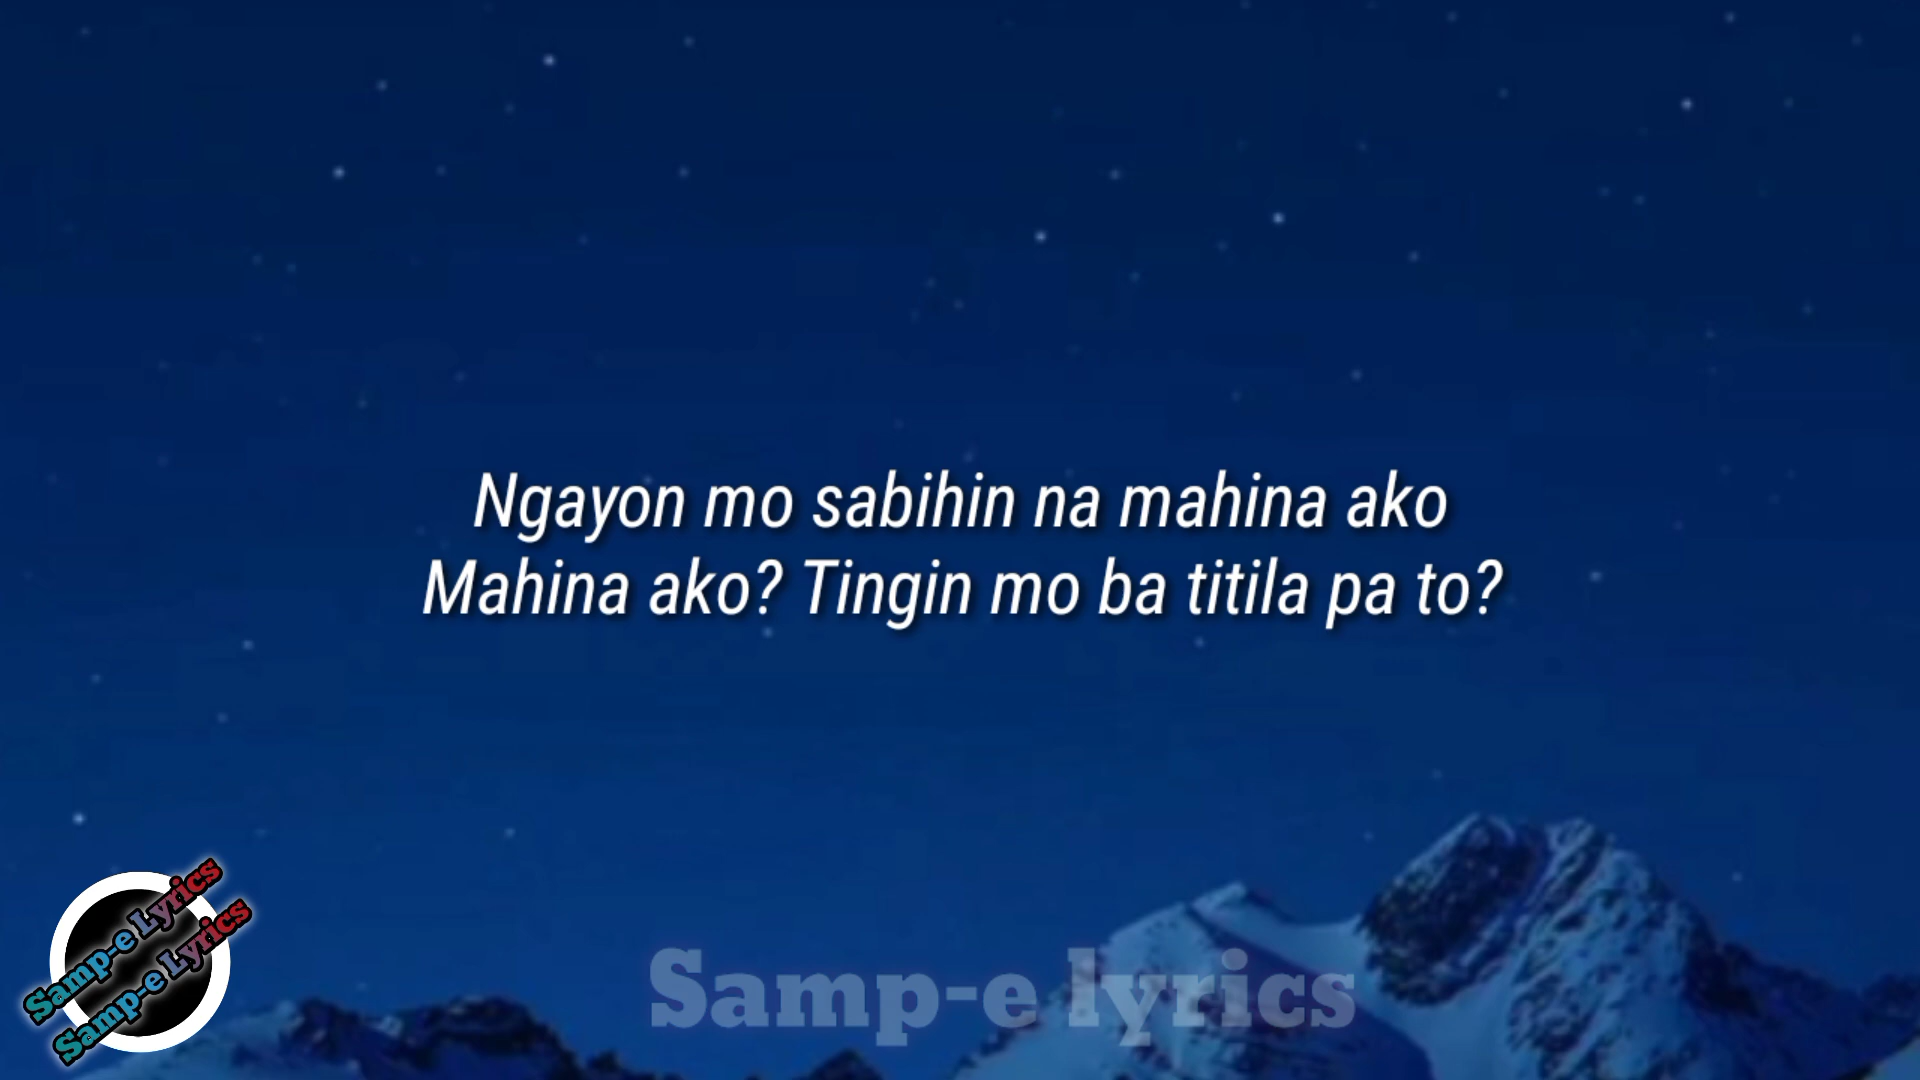 Ngayon mo sabihin na mahina ako
Mahina ako? Tingin mo ba titila pa to?
Samp-e Lyrics
Samp-e Lyrics
Samp-e lyrics